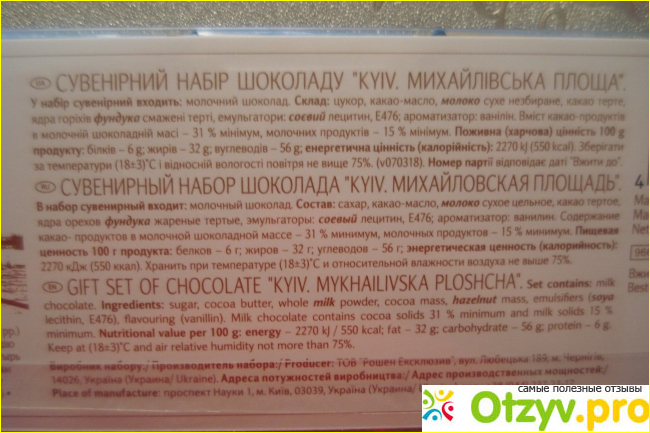 UA СУВЕНІРНИЙ НАБІР ШОКОЛАДУ "KYIV. МИХАЙЛІВСЬКА ПЛОЩА".
У набір сувенірний входить: молочний шоколад. Склад: цукор, какао-масло, молоко сухе незбиране, какао терте,
ядра горіхів фундука смажені терті, емульгатори: соєвий лецитин, Е476; ароматизатор: ванілін. Вміст какао-продуктів
в молочній шоколадній масі – 31 % мінімум, молочних продуктів – 15 % мінімум. Поживна (харчова) цінність 100 g
продукту: білків – 6 g; жирів – 32 g; вуглеводів – 56 g; енергетична цінність (калорійність): 2270 kJ (550 kcal). Зберігати
за температури (18±3)°С і відносній вологості повітря не вище 75%. (v070318). Номер партії відповідає даті "Вжити до".
RU СУВЕНИРНЫЙ НАБОР ШОКОЛАДА "KYIV. МИХАЙЛОВСКАЯ ПЛОЩАДЬ".
В набор сувенирный входит: молочный шоколад. Состав: сахар, какао-масло, молоко сухое цельное, какао тертое,
ядра орехов фундука жареные тертые, эмульгаторы: соевый лецитин, Е476; ароматизатор: ванилин. Содержание
какао- продуктов в молочной шоколадной массе – 31 % минимум, молочных продуктов – 15 % минимум. Пищевая
ценность 100 г продукта: белков – 6 г; жиров – 32 г; углеводов – 56 г; энергетическая ценность (калорийность):
2270 кДж (550 ккал). Хранить при температуре (18±3)°С и относительной влажности воздуха не выше 75%.
EN GIFT SET OF CHOCOLATE "KYIV. MYKHAILIVSKA PLOSHCHA". Set contains: milk
chocolate. Ingredients: sugar, cocoa butter, whole milk powder, cocoa mass, hazelnut mass, emulsifiers (soya
lecithin, E476), flavouring (vanillin). Milk chocolate contains cocoa solids 31 % minimum and milk solids 15 %
minimum. Nutritional value per 100 g: energy – 2270 kJ / 550 kcal; fat – 32 g; carbohydrate – 56 g; protein – 6 g.
Keep at (18±3)°C and air relative humidity not more than 75%.
Виробник набору:/ Производитель набора:/ Producer: ТОВ "Рошен Ексклюзив", вул. Любецька 189, м. Чернігів,
14026, Україна (Украина/ Ukraine). Адреса потужностей виробництва:/ Адрес производственных мощностей:/
Place of manufacture: проспект Науки 1, м. Київ, 03039, Україна (Украина/
самые полезные отзывы
Otzyv.pro